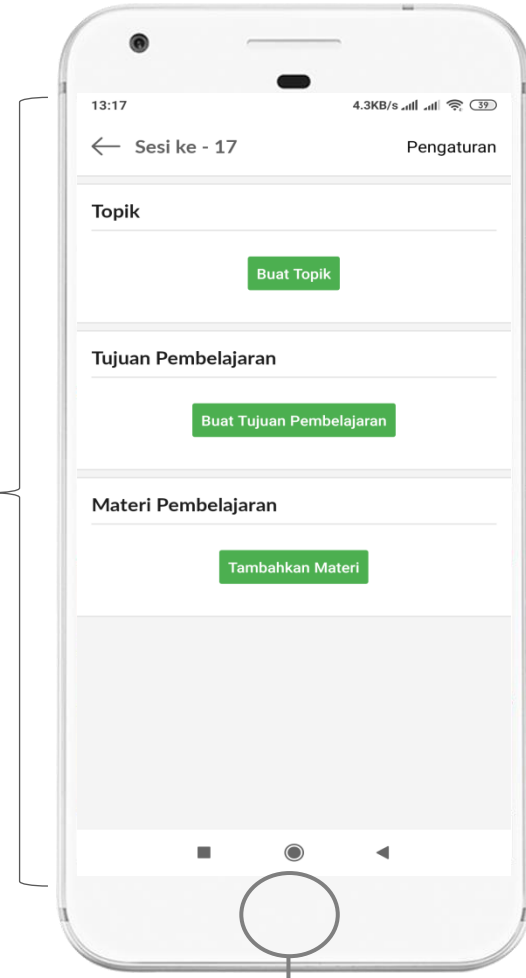 13:17 4.3KB/s 39
Sesi ke - 17 Pengaturan
Topik
Buat Topik
Tujuan Pembelajaran
Buat Tujuan Pembelajaran
Materi Pembelajaran
Tambahkan Materi